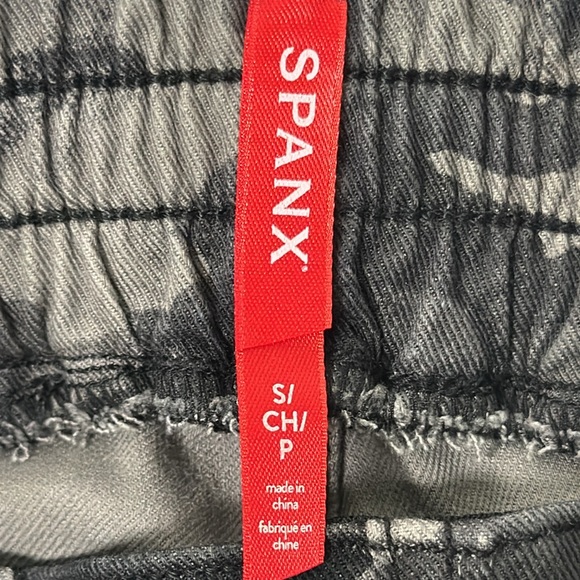 SPANX
S/
CH/
P
made in
china
fabriqué en
chine